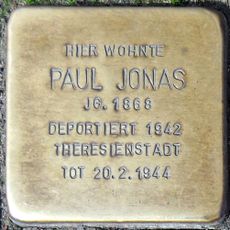 HIER WOHNTE
PAUL JONAS
JG. 1868
DEPORTIERT 1942
THERESIENSTADT
TOT 20.2.1944